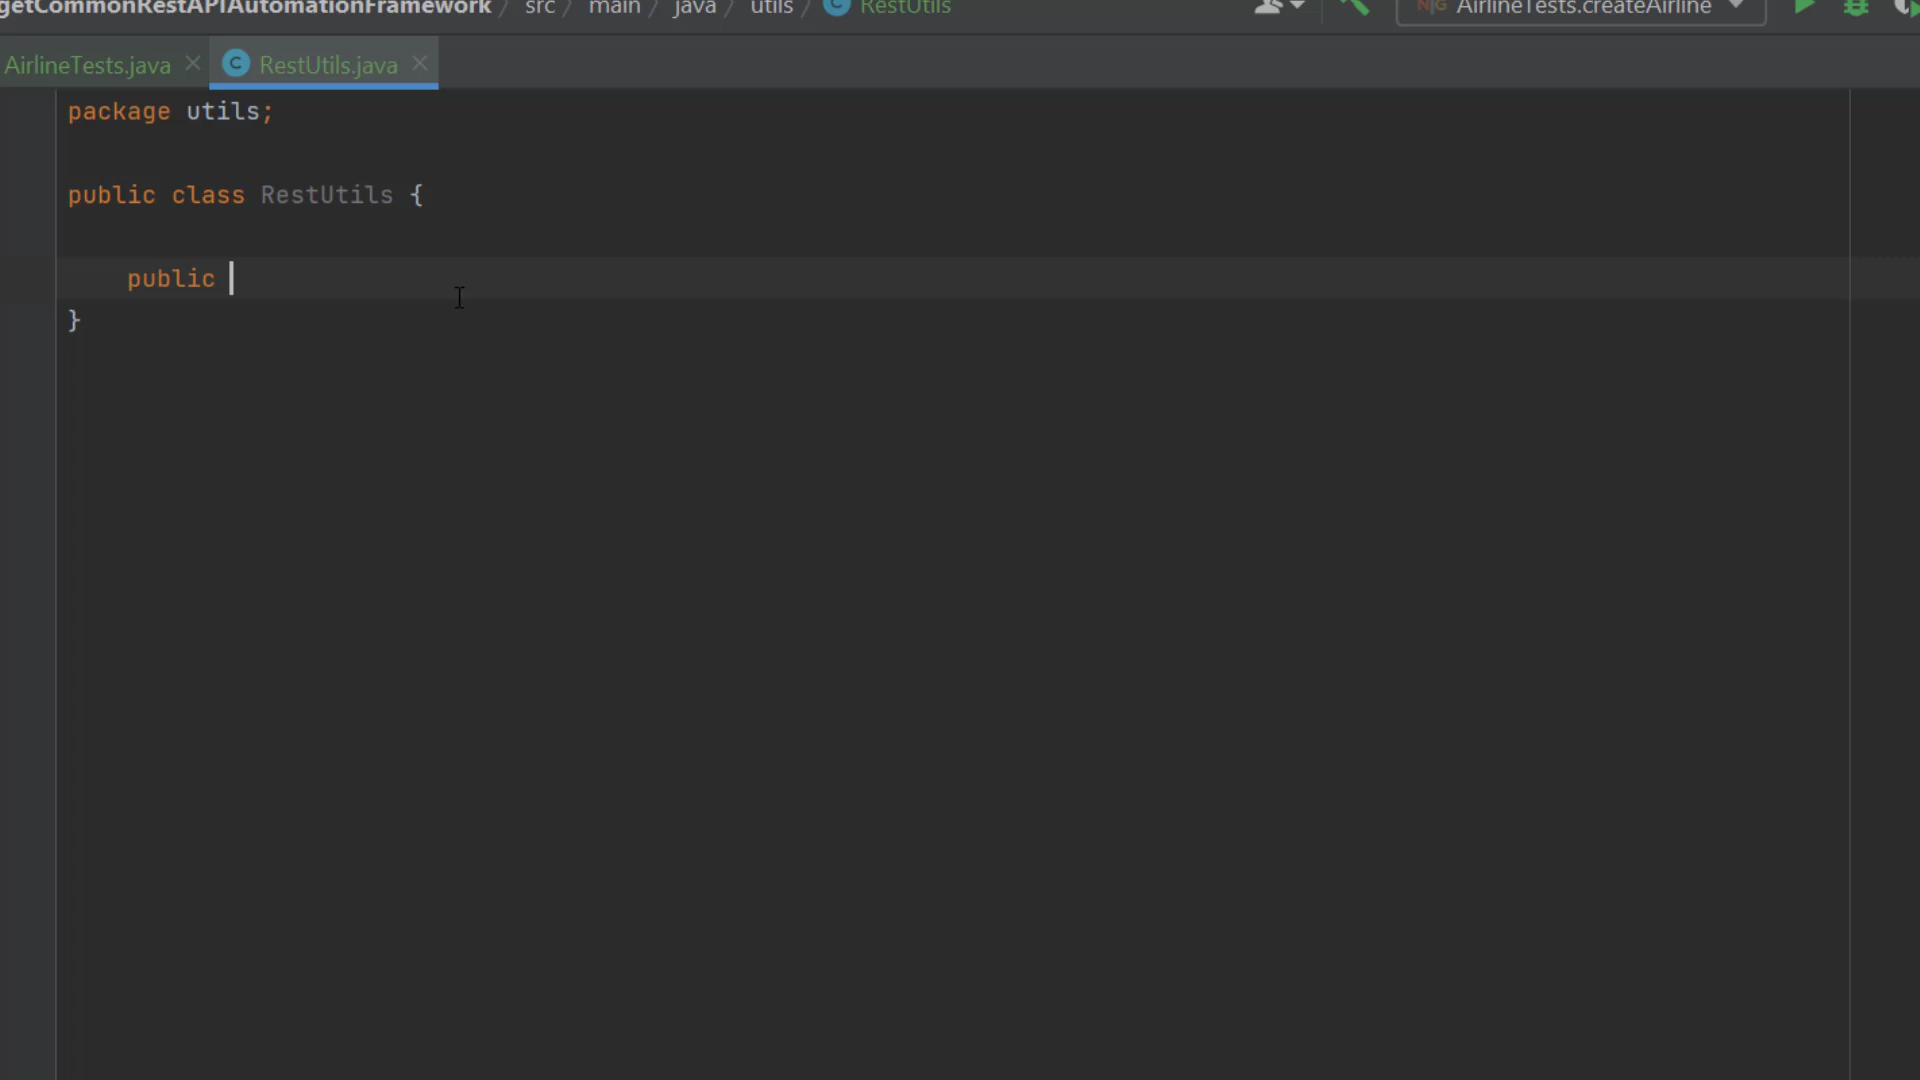 getCommonRestAPIAutomationFramework / src / main / java / utils / RestUtils
AirlineTests.createAirline
AirlineTests.java RestUtils.java
package utils;
public class RestUtils {
public
}